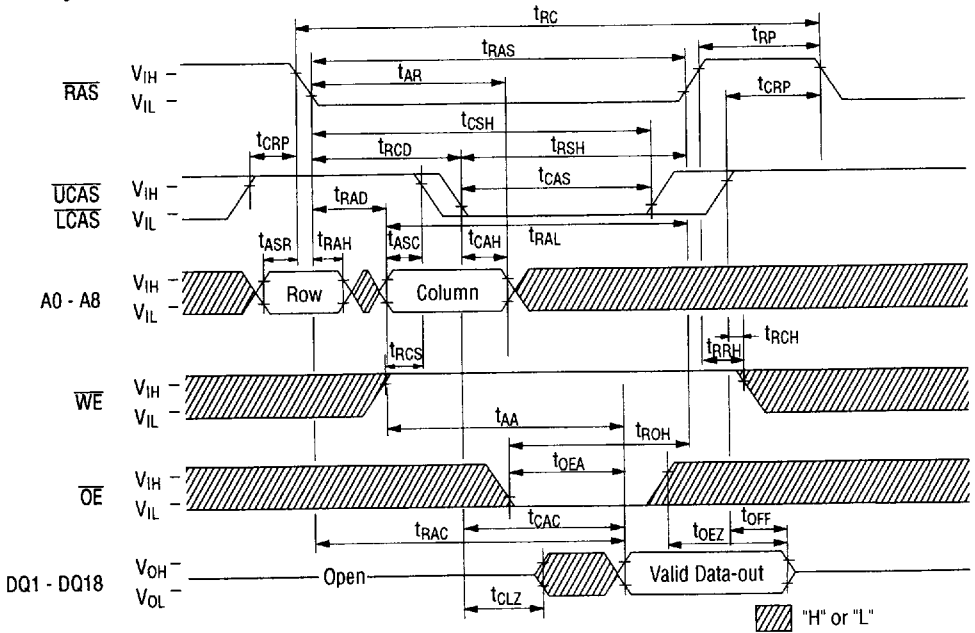 tRC
tRP
tRAS
tAR
RAS
VIH
VIL
tCRP
tCSH
tCRP
tRCD
tRSH
UCAS
LCAS
VIH
VIL
tCAS
tRAD
tASR
tRAH
tASC
tCAH
tRAL
A0 - A8
VIH
VIL
Row
Column
tRCS
tRRH
tRCH
WE
VIH
VIL
tAA
tROH
tOEA
OE
VIH
VIL
tRAC
tCAC
tOEZ
tOFF
DQ1 - DQ18
VOH
VOL
Open
Valid Data-out
tCLZ
"H" or "L"